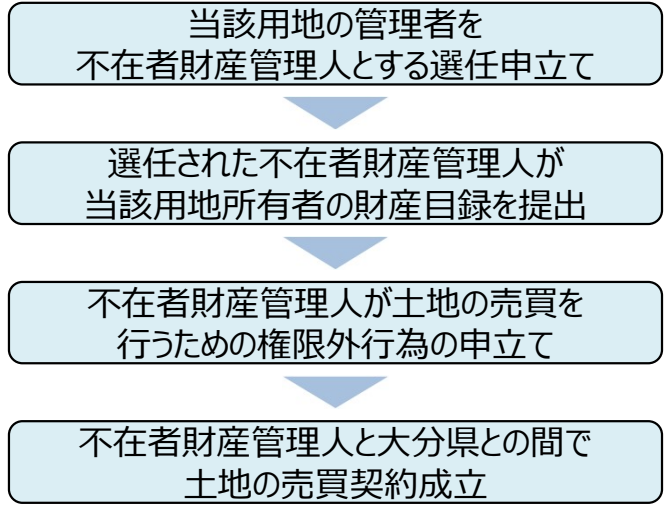 当該用地の管理者を
不在者財産管理人とする選任申立て
選任された不在者財産管理人が
当該用地所有者の財産目録を提出
不在者財産管理人が土地の売買を
行うための権限外行為の申立て
不在者財産管理人と大分県との間で
土地の売買契約成立